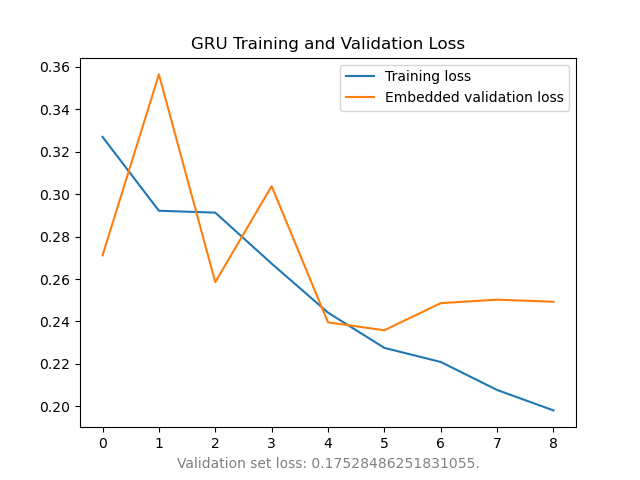 GRU Training and Validation Loss
Training loss
Embedded validation loss
0.36
0.34
0.32
0.30
0.28
0.26
0.24
0.22
0.20
0 1 2 3 4 5 6 7 8
Validation set loss: 0.17528486251831055.